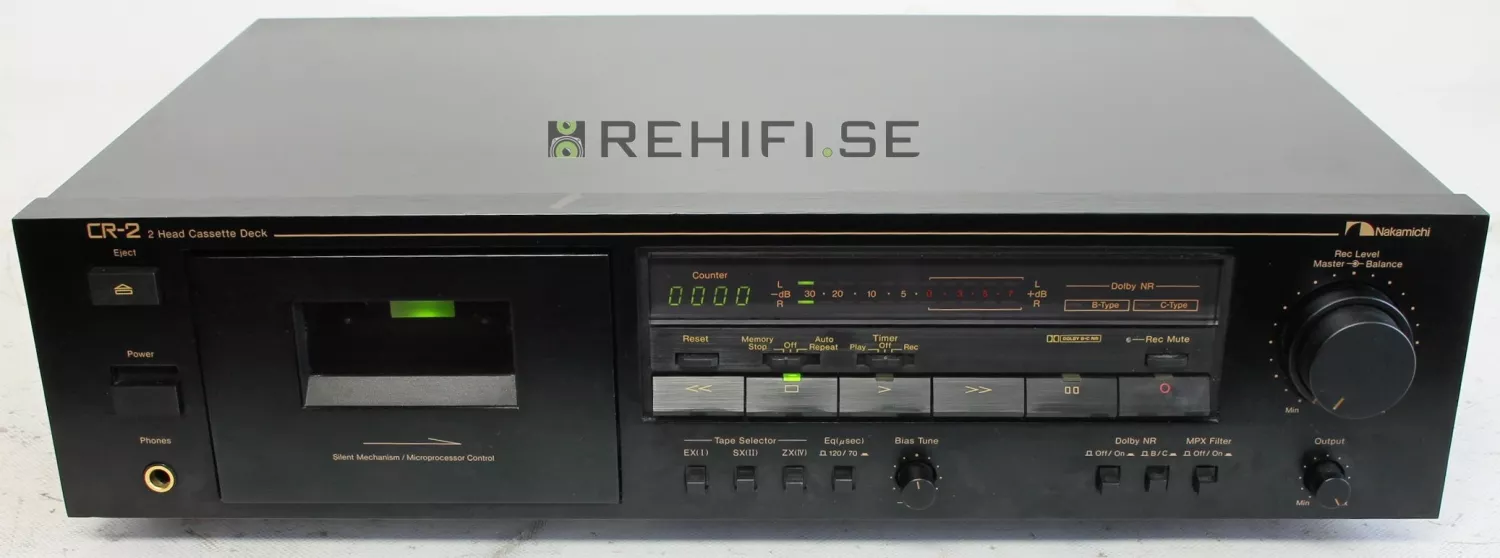 REHIFI.SE
CR-2 2 Head Cassette Deck
Nakamichi
Eject
Counter
0000
L
-dB 30 · 20 · 10 · 5 · 0 · 3 · 5 · 7 +dB
R
L
R
Dolby NR
B-Type C-Type
Rec Level
Master Balance
Min
Power
Reset
Memory Stop Off Auto Repeat
Timer
Play Off Rec
DOLBY B·C NR
Rec Mute
<< □ > >> ▯▯ O
Phones
Silent Mechanism / Microprocessor Control
Tape Selector
EX(I) SX(II) ZX(IV)
Eq(μsec)
120/70
Bias Tune
Dolby NR
Off/On B/C
MPX Filter
Off/On
Output
Min